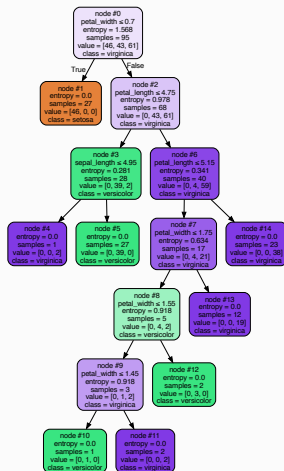 node #0
petal_width ≤ 0.7
entropy = 1.568
samples = 95
value = [46, 43, 61]
class = virginica
True
False
node #1
entropy = 0.0
samples = 27
value = [46, 0, 0]
class = setosa
node #2
petal_length ≤ 4.75
entropy = 0.978
samples = 68
value = [0, 43, 61]
class = virginica
node #3
sepal_length ≤ 4.95
entropy = 0.281
samples = 28
value = [0, 39, 2]
class = versicolor
node #6
petal_length ≤ 5.15
entropy = 0.341
samples = 40
value = [0, 4, 59]
class = virginica
node #4
entropy = 0.0
samples = 1
value = [0, 0, 2]
class = virginica
node #5
entropy = 0.0
samples = 27
value = [0, 39, 0]
class = versicolor
node #7
petal_width ≤ 1.75
entropy = 0.634
samples = 17
value = [0, 4, 21]
class = virginica
node #14
entropy = 0.0
samples = 23
value = [0, 0, 38]
class = virginica
node #8
petal_width ≤ 1.55
entropy = 0.918
samples = 5
value = [0, 4, 2]
class = versicolor
node #13
entropy = 0.0
samples = 12
value = [0, 0, 19]
class = virginica
node #9
petal_width ≤ 1.45
entropy = 0.918
samples = 3
value = [0, 1, 2]
class = virginica
node #12
entropy = 0.0
samples = 2
value = [0, 3, 0]
class = versicolor
node #10
entropy = 0.0
samples = 1
value = [0, 1, 0]
class = versicolor
node #11
entropy = 0.0
samples = 2
value = [0, 0, 2]
class = virginica